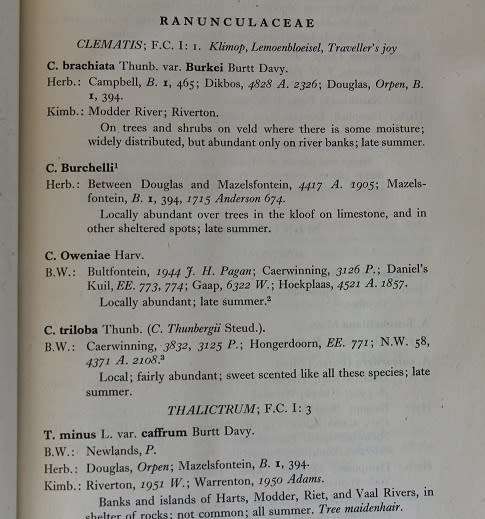 RANUNCULACEAE
CLEMATIS; F.C. I: 1. Klimop, Lemoenbloeisel, Traveller's joy
C. brachiata Thunb. var. Burkei Burtt Davy.
Herb.: Campbell, B. 1, 465; Dikbos, 4828 A. 2326; Douglas, Orpen, B.
1, 394.
Kimb.: Modder River; Riverton.
On trees and shrubs on veld where there is some moisture;
widely distributed, but abundant only on river banks; late summer.
C. Burchelli¹
Herb.: Between Douglas and Mazelsfontein, 4417 A. 1905; Mazels-
fontein, B. 1, 394, 1715 Anderson 674.
Locally abundant over trees in the kloof on limestone, and in
other sheltered spots; late summer.
C. Oweniae Harv.
B.W.: Bultfontein, 1944 J. H. Pagan; Caerwinning, 3126 P.; Daniel's
Kuil, EE. 773, 774; Gaap, 6322 W.; Hoekplaas, 4521 A. 1857.
Locally abundant; late summer.²
C. triloba Thunb. (C. Thunbergii Steud.).
B.W.: Caerwinning, 3832, 3125 P.; Hongerdoorn, EE. 771; N.W. 58,
4371 A. 2108.³
Local; fairly abundant; sweet scented like all these species; late
summer.
THALICTRUM; F.C. I: 3
T. minus L. var. caffrum Burtt Davy.
B.W.: Newlands, P.
Herb.: Douglas, Orpen; Mazelsfontein, B. 1, 394.
Kimb.: Riverton, 1951 W.; Warrenton, 1950 Adams.
Banks and islands of Harts, Modder, Riet, and Vaal Rivers, in
shelter of rocks; not common; all summer. Tree maidenhair.